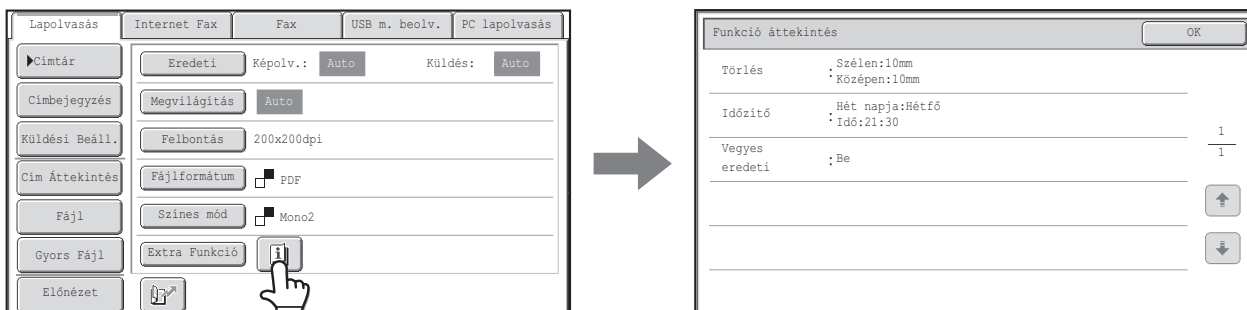 Lapolvasás Internet Fax Fax USB m. beolv. PC lapolvasás
Címtár
Eredeti Képolv.: Auto Küldés: Auto
Címbejegyzés
Megvilágítás Auto
Küldési Beáll.
Felbontás 200x200dpi
Cím Áttekintés
Fájlformátum PDF
Fájl
Színes mód Mono2
Gyors Fájl
Extra Funkció
Előnézet
Funkció áttekintés OK
Törlés :Szélen:10mm
Középen:10mm
Időzítő :Hét napja:Hétfő
Idő:21:30
Vegyes
eredeti :Be
1
1